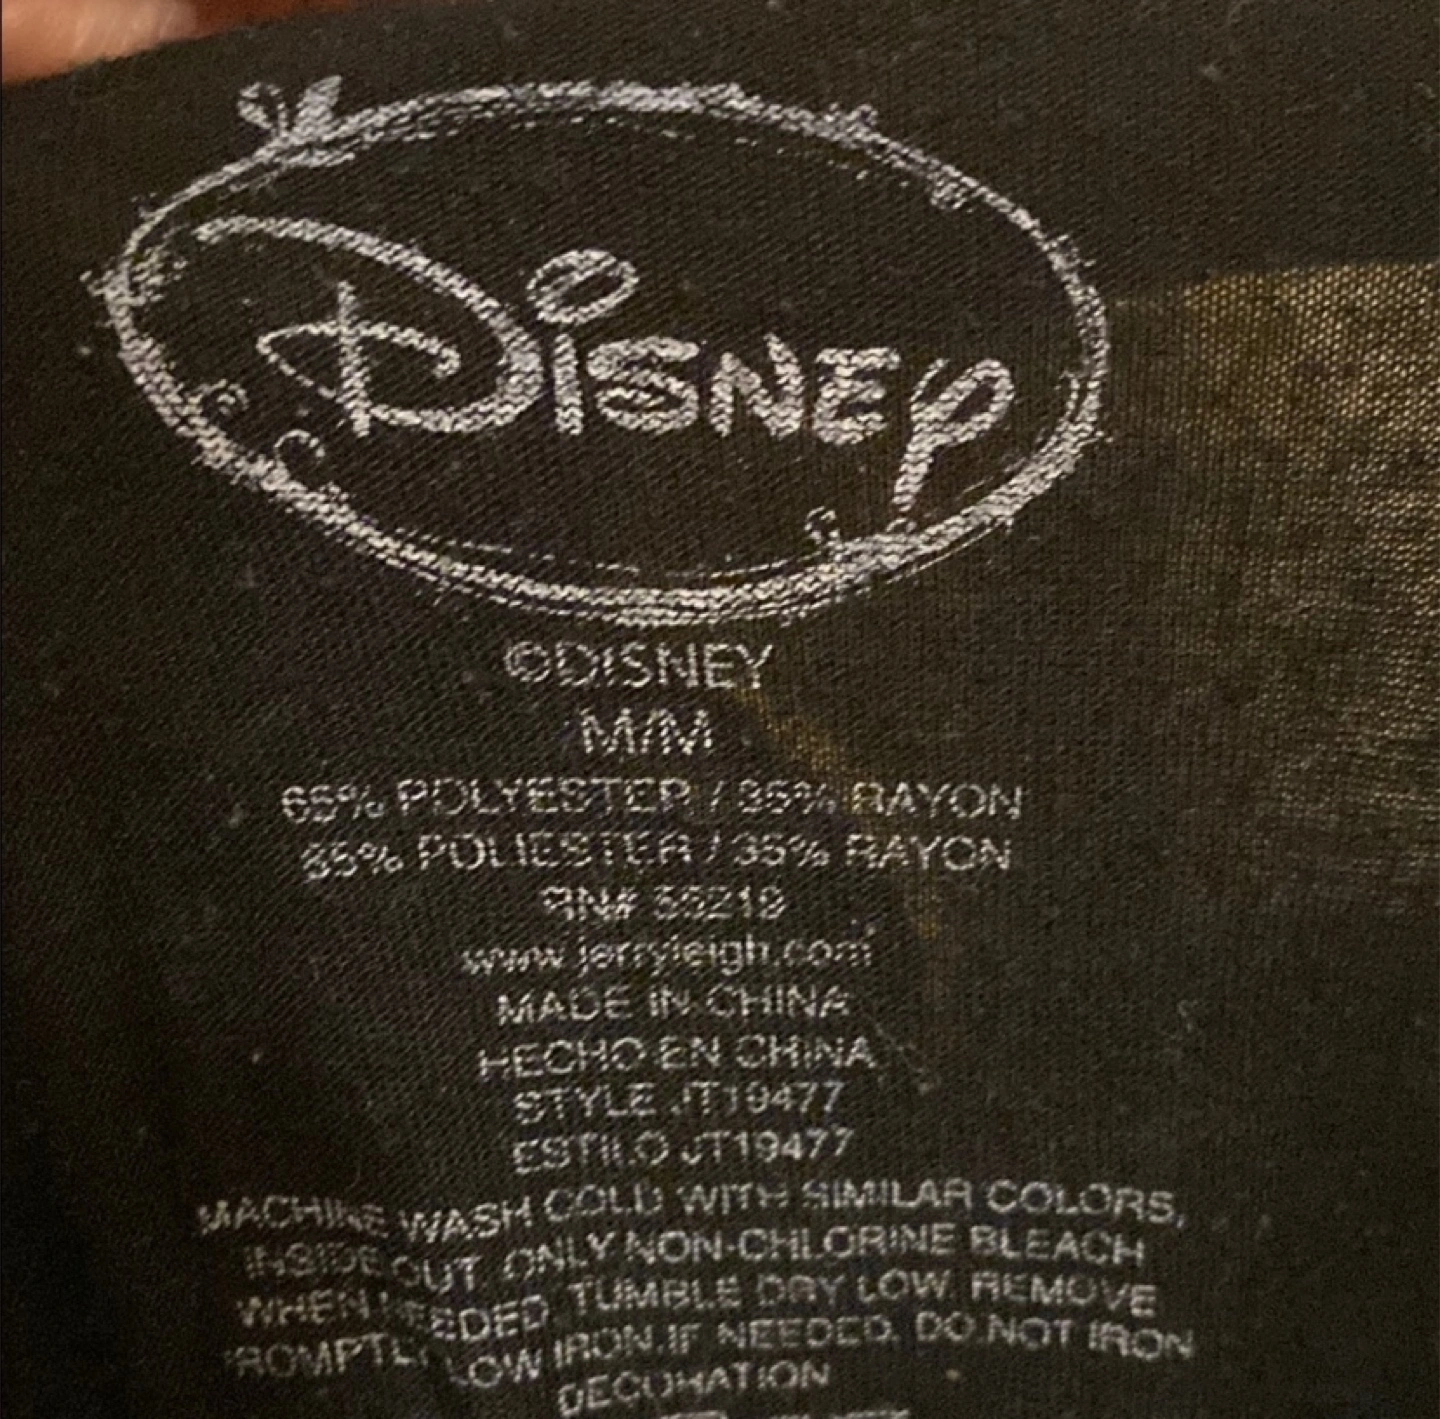 Disney
©DISNEY
M/M
65% POLYESTER / 35% RAYON
65% POLIESTER / 35% RAYON
RN# 56218
www.jerryleigh.com
MADE IN CHINA
HECHO EN CHINA
STYLE JT19477
ESTILO JT19477
MACHINE WASH COLD WITH SIMILAR COLORS,
INSIDE OUT. ONLY NON-CHLORINE BLEACH
WHEN NEEDED. TUMBLE DRY LOW. REMOVE
PROMPTLY. LOW IRON IF NEEDED. DO NOT IRON
DECORATION